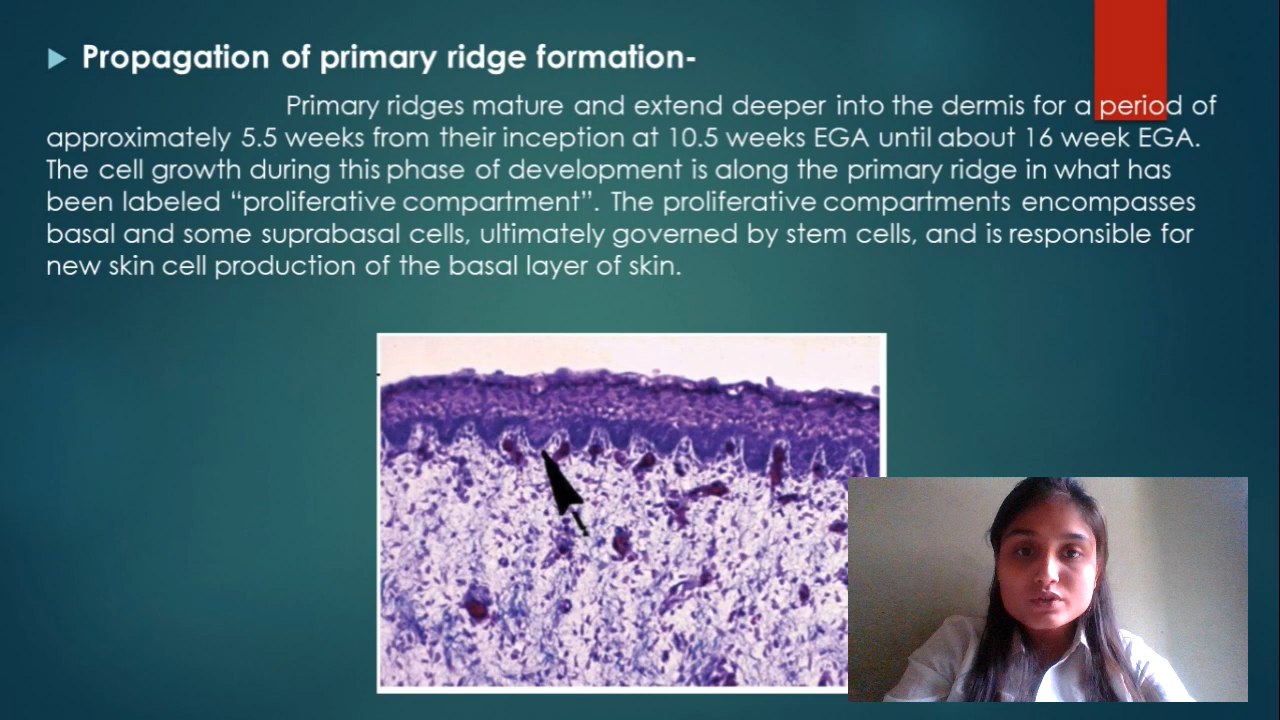 Propagation of primary ridge formation-
Primary ridges mature and extend deeper into the dermis for a period of
approximately 5.5 weeks from their inception at 10.5 weeks EGA until about 16 week EGA.
The cell growth during this phase of development is along the primary ridge in what has
been labeled “proliferative compartment”. The proliferative compartments encompasses
basal and some suprabasal cells, ultimately governed by stem cells, and is responsible for
new skin cell production of the basal layer of skin.